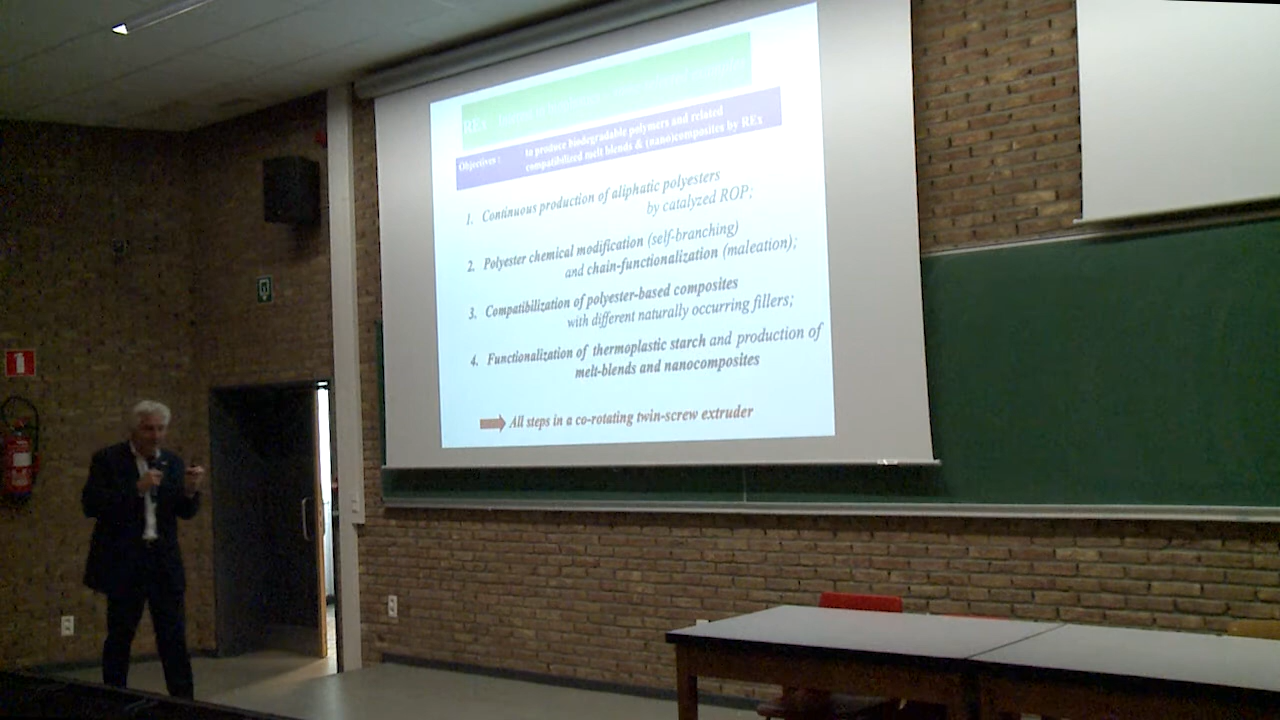 REx
Objectives : to produce biodegradable polymers and related
compatibilized melt blends & (nano)composites by REx
1. Continuous production of aliphatic polyesters
by catalyzed ROP;
2. Polyester chemical modification (self-branching)
and chain-functionalization (maleation);
3. Compatibilization of polyester-based composites
with different naturally occurring fillers;
4. Functionalization of thermoplastic starch and production of
melt-blends and nanocomposites
All steps in a co-rotating twin-screw extruder